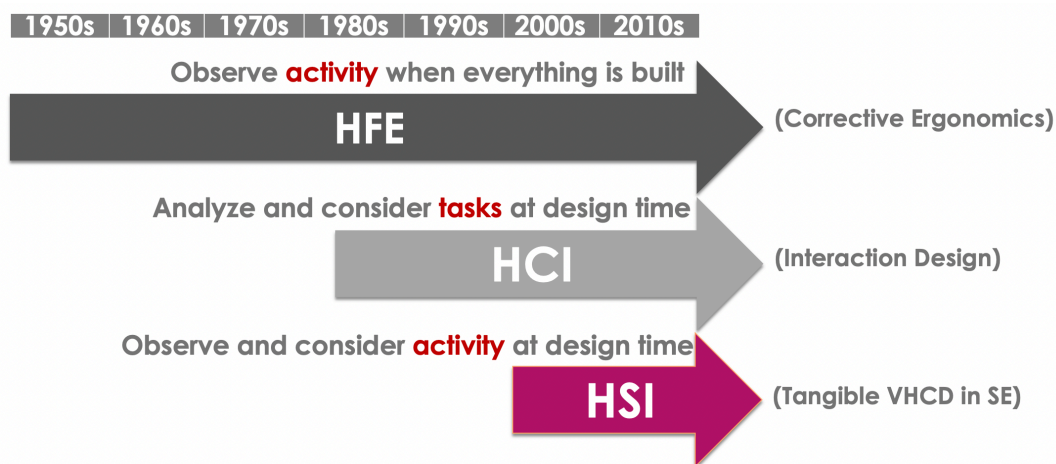 1950s 1960s 1970s 1980s 1990s 2000s 2010s
Observe activity when everything is built
HFE
(Corrective Ergonomics)
Analyze and consider tasks at design time
HCI
(Interaction Design)
Observe and consider activity at design time
HSI
(Tangible VHCD in SE)